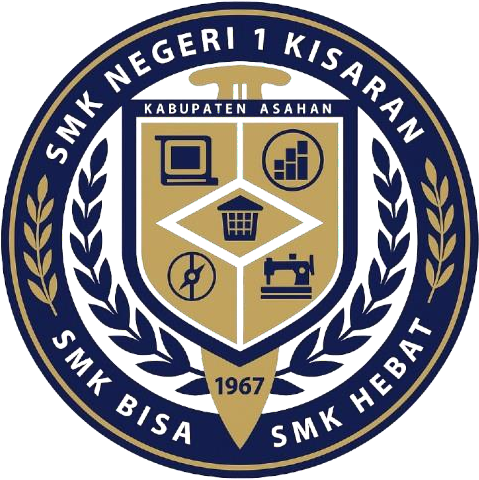 SMK NEGERI 1 KISARAN
KABUPATEN ASAHAN
1967
SMK BISA
SMK HEBAT